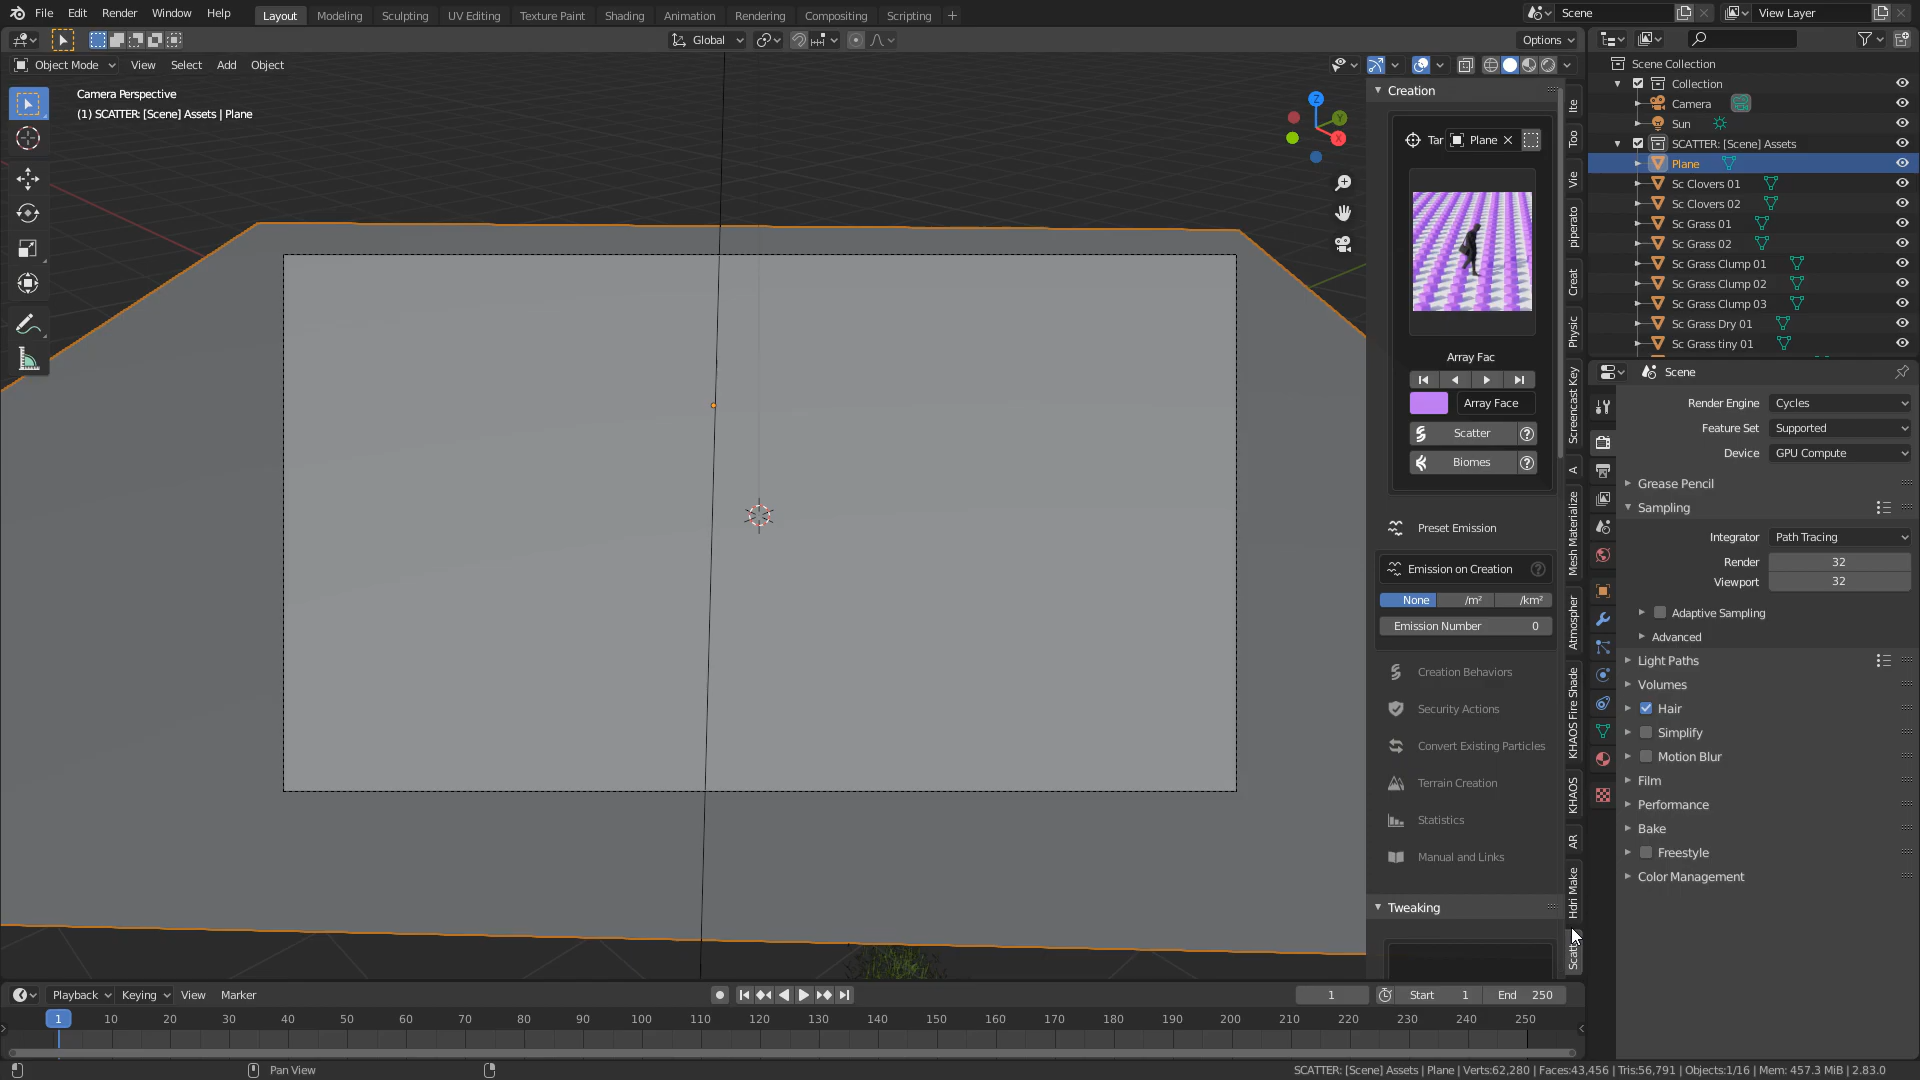 File Edit Render Window Help Layout Modeling Sculpting UV Editing Texture Paint Shading Animation Rendering Compositing Scripting + Scene View Layer
Global Options
Object Mode View Select Add Object
Camera Perspective
(1) SCATTER: [Scene] Assets | Plane
Z
Y
X
Creation
Tar Plane
Array Fac
Array Face
Scatter
Biomes
Preset Emission
Emission on Creation
None /m² /km²
Emission Number 0
Creation Behaviors
Security Actions
Convert Existing Particles
Terrain Creation
Statistics
Manual and Links
Tweaking
Ite
Too
Vie
piperato
Creat
Physic
Screencast Key
A
Mesh Materialize
Atmospher
KHAOS Fire Shade
KHAOS
AR
Hdri Make
Scatt
Scene Collection
Collection
Camera
Sun
SCATTER: [Scene] Assets
Plane
Sc Clovers 01
Sc Clovers 02
Sc Grass 01
Sc Grass 02
Sc Grass Clump 01
Sc Grass Clump 02
Sc Grass Clump 03
Sc Grass Dry 01
Sc Grass tiny 01
Scene
Render Engine Cycles
Feature Set Supported
Device GPU Compute
Grease Pencil
Sampling
Integrator Path Tracing
Render 32
Viewport 32
Adaptive Sampling
Advanced
Light Paths
Volumes
Hair
Simplify
Motion Blur
Film
Performance
Bake
Freestyle
Color Management
Playback Keying View Marker 1 Start 1 End 250
1 10 20 30 40 50 60 70 80 90 100 110 120 130 140 150 160 170 180 190 200 210 220 230 240 250
Pan View
SCATTER: [Scene] Assets | Plane | Verts:62,280 | Faces:43,456 | Tris:56,791 | Objects:1/16 | Mem: 457.3 MiB | 2.83.0